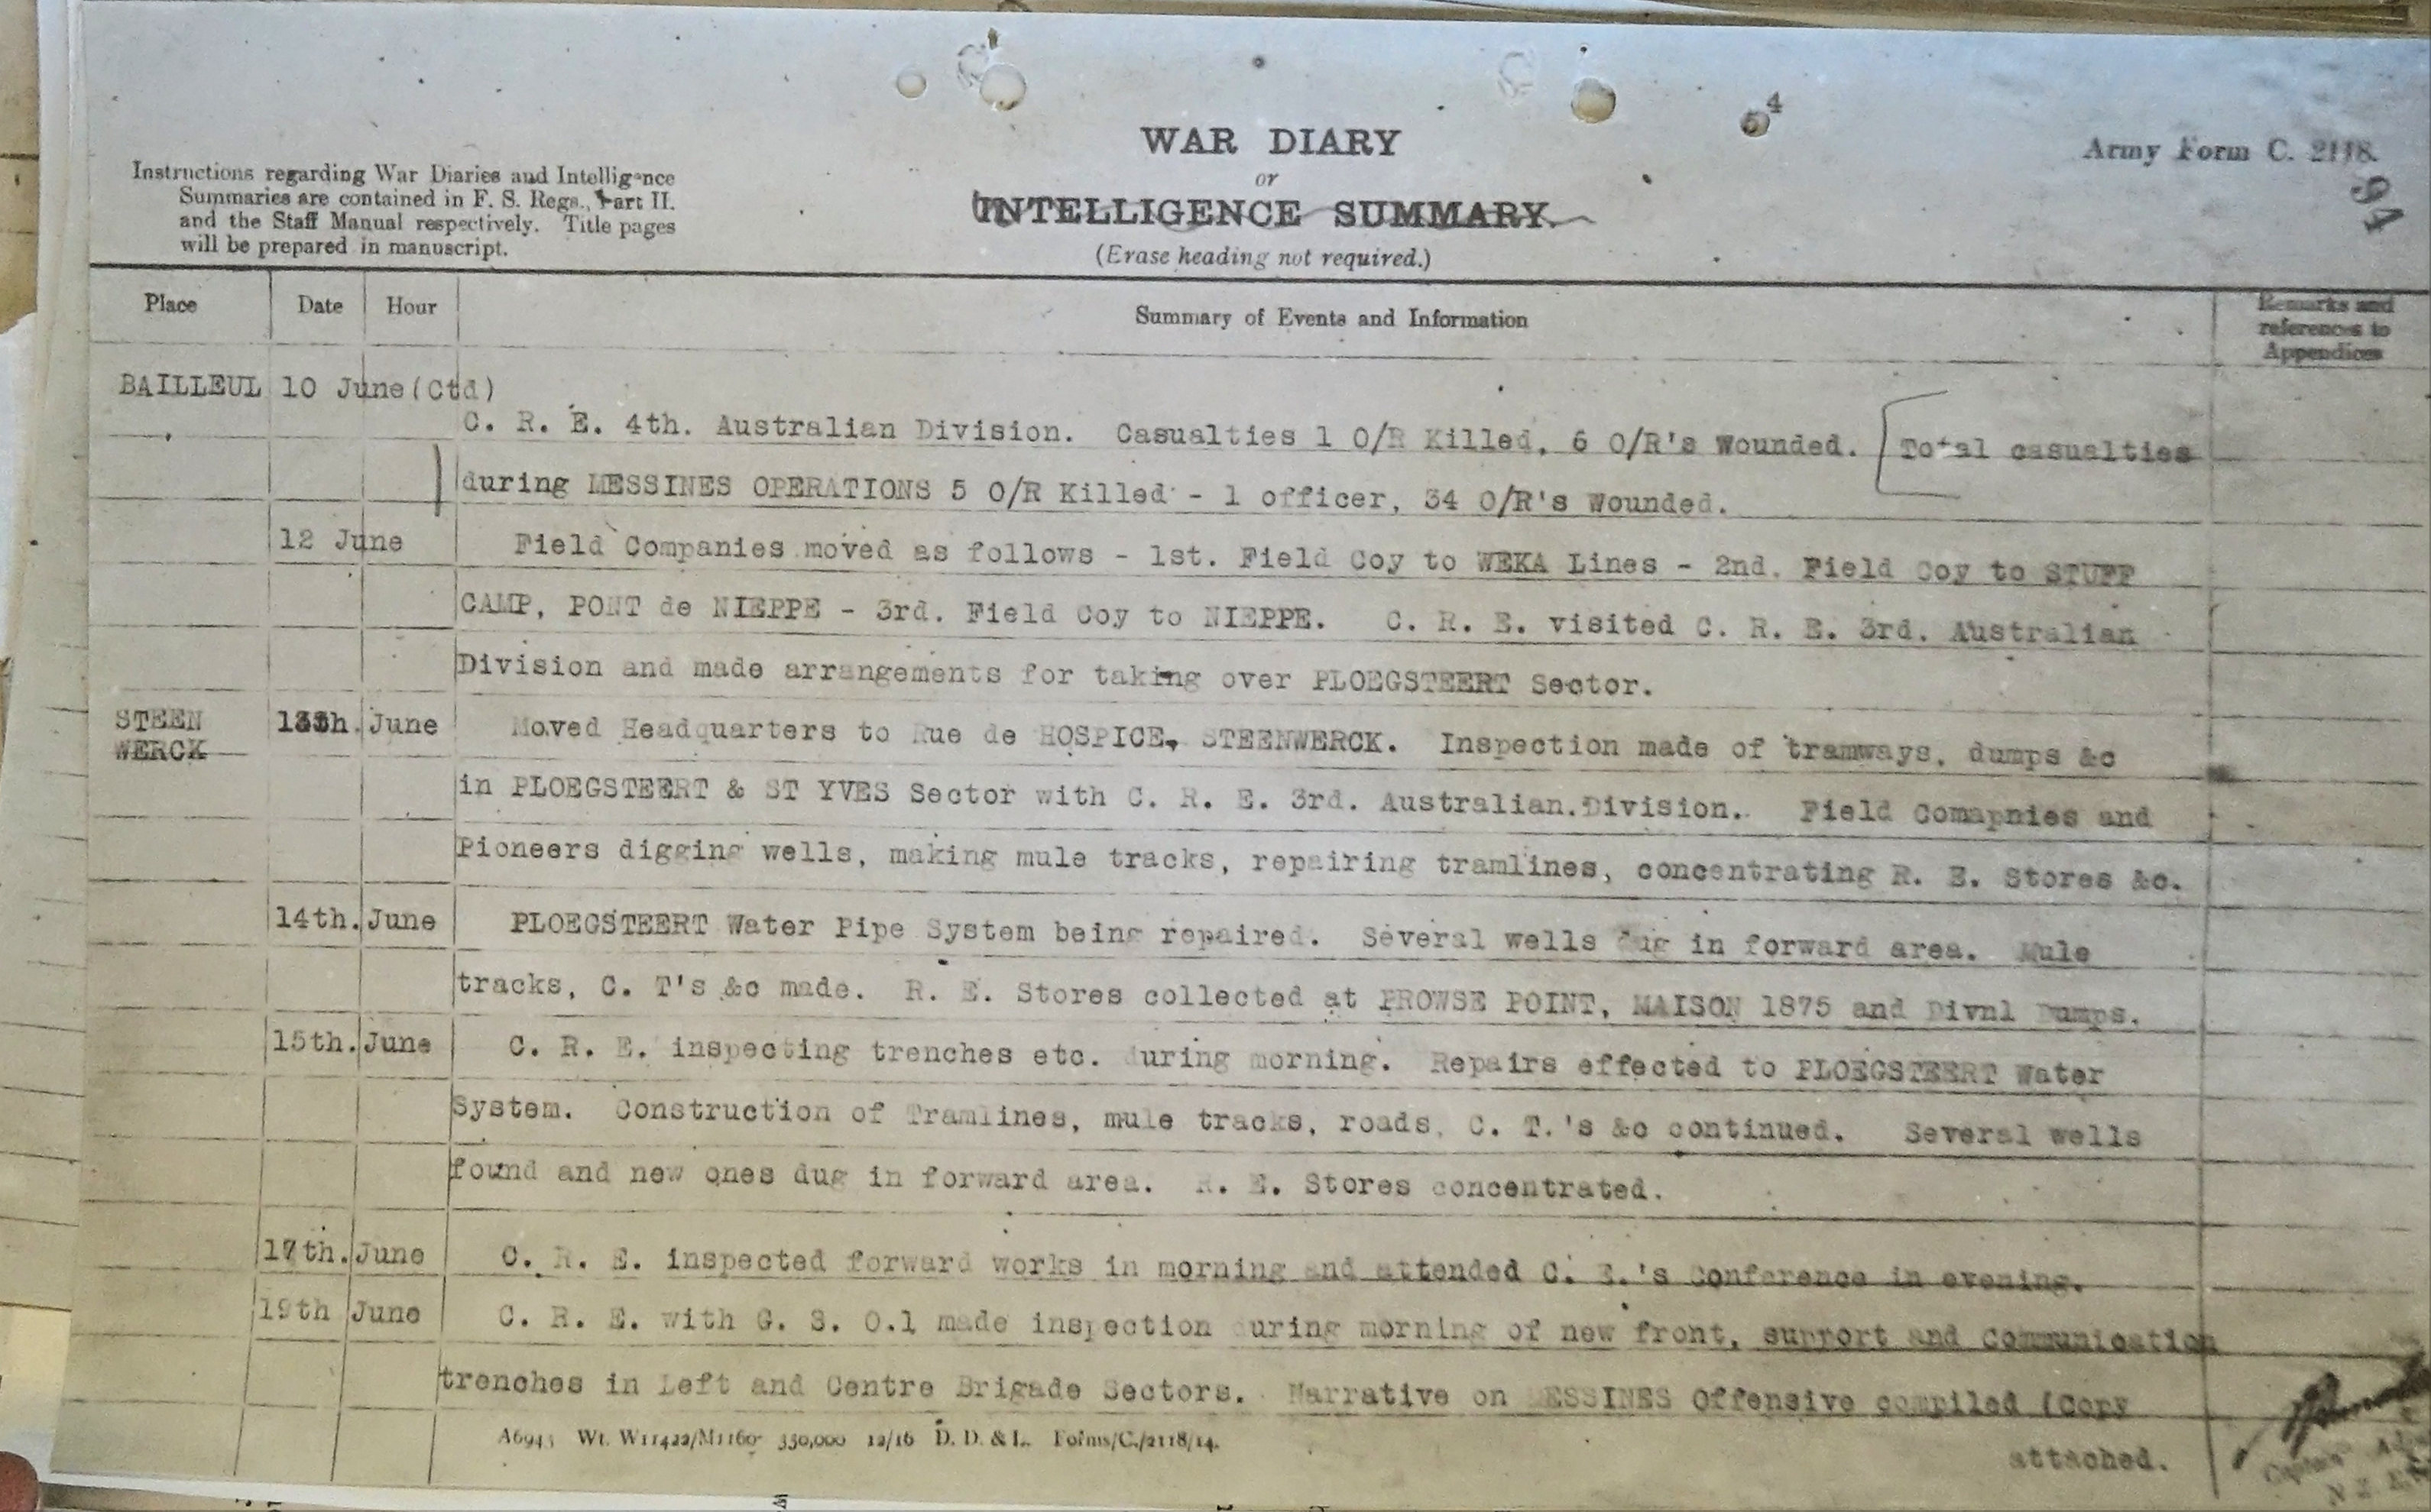 4
WAR DIARY
Army Form C. 2118.
94
Instructions regarding War Diaries and Intelligence
or
Summaries are contained in F. S. Regs., Part II.
INTELLIGENCE SUMMARY.
and the Staff Manual respectively. Title pages
will be prepared in manuscript.
(Erase heading not required.)
Place Date Hour Summary of Events and Information Remarks and
references to
Appendices
BAILLEUL 10 June (Ctd)
C. R. E. 4th. Australian Division. Casualties 1 O/R Killed, 6 O/R's Wounded. [Total casualties
during MESSINES OPERATIONS 5 O/R Killed - 1 officer, 34 O/R's Wounded.
12 June Field Companies moved as follows - 1st. Field Coy to WEKA Lines - 2nd. Field Coy to STUFF
CAMP, PONT de NIEPPE - 3rd. Field Coy to NIEPPE. C. R. E. visited C. R. E. 3rd. Australian
Division and made arrangements for taking over PLOEGSTEERT Sector.
STEEN June Moved Headquarters to Rue de HOSPICE, STEENWERCK. Inspection made of tramways, dumps &c
WERCK
in PLOEGSTEERT & ST YVES Sector with C. R. E. 3rd. Australian.Division. Field Comapnies and
Pioneers digging wells, making mule tracks, repairing tramlines, concentrating R. E. Stores &c.
14th. June PLOEGSTEERT Water Pipe System being repaired. Several wells dug in forward area. Mule
tracks, C. T's &c made. R. E. Stores collected at PROWSE POINT, MAISON 1875 and Divnl Dumps.
15th. June C. R. E. inspecting trenches etc. during morning. Repairs effected to PLOEGSTEERT Water
System. Construction of Tramlines, mule tracks, roads, C. T.'s &c continued. Several wells
found and new ones dug in forward area. R. E. Stores concentrated.
17th. June C. R. E. inspected forward works in morning and attended C. E.'s Conference in evening.
19th June C. R. E. with G. S. O.1 made inspection during morning of new front, support and Communication
trenches in Left and Centre Brigade Sectors. Narrative on MESSINES Offensive compiled (Copy
attached.
A6943 Wt. W11422/M1160 350,000 12/16 D. D. & L. Forms/C./2118/14.
Captain
N Z E